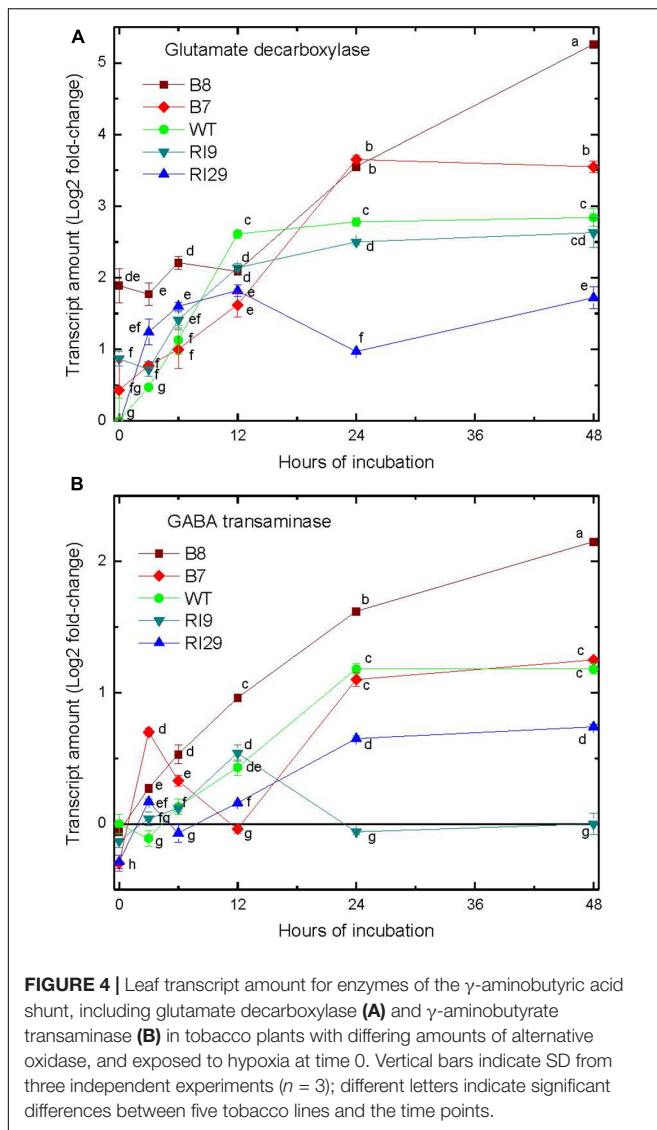 A
Glutamate decarboxylase
B8
B7
WT
RI9
RI29
Transcript amount (Log2 fold-change)
5
4
3
2
1
0
a
b
b
b
c
c
c
d
cd
d
d
d
e
e
e
e
e
ef
ef
de
f
f
f
f
f
f
fg
g
g
0
12
24
36
48
Hours of incubation
B
GABA transaminase
B8
B7
WT
RI9
RI29
Transcript amount (Log2 fold-change)
2
1
0
a
b
c
c
c
c
c
d
d
d
d
d
de
e
e
ef
f
f
fg
g
g
g
g
g
h
0
12
24
36
48
Hours of incubation
FIGURE 4 | Leaf transcript amount for enzymes of the γ-aminobutyric acid
shunt, including glutamate decarboxylase (A) and γ-aminobutyrate
transaminase (B) in tobacco plants with differing amounts of alternative
oxidase, and exposed to hypoxia at time 0. Vertical bars indicate SD from
three independent experiments (n = 3); different letters indicate significant
differences between five tobacco lines and the time points.